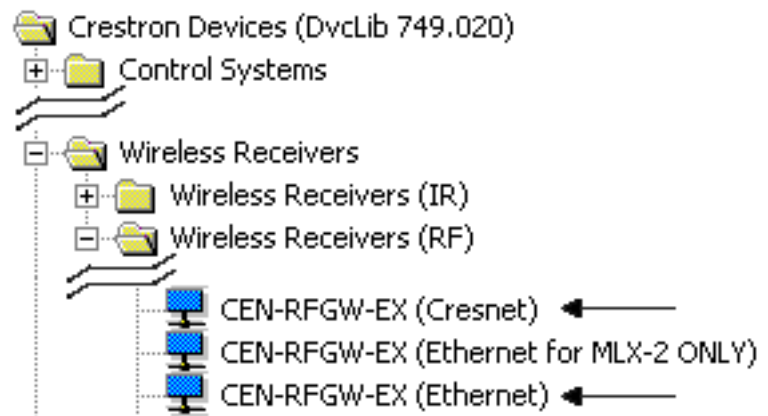 Crestron Devices (DvcLib 749.020)
Control Systems
Wireless Receivers
Wireless Receivers (IR)
Wireless Receivers (RF)
CEN-RFGW-EX (Cresnet)
CEN-RFGW-EX (Ethernet for MLX-2 ONLY)
CEN-RFGW-EX (Ethernet)